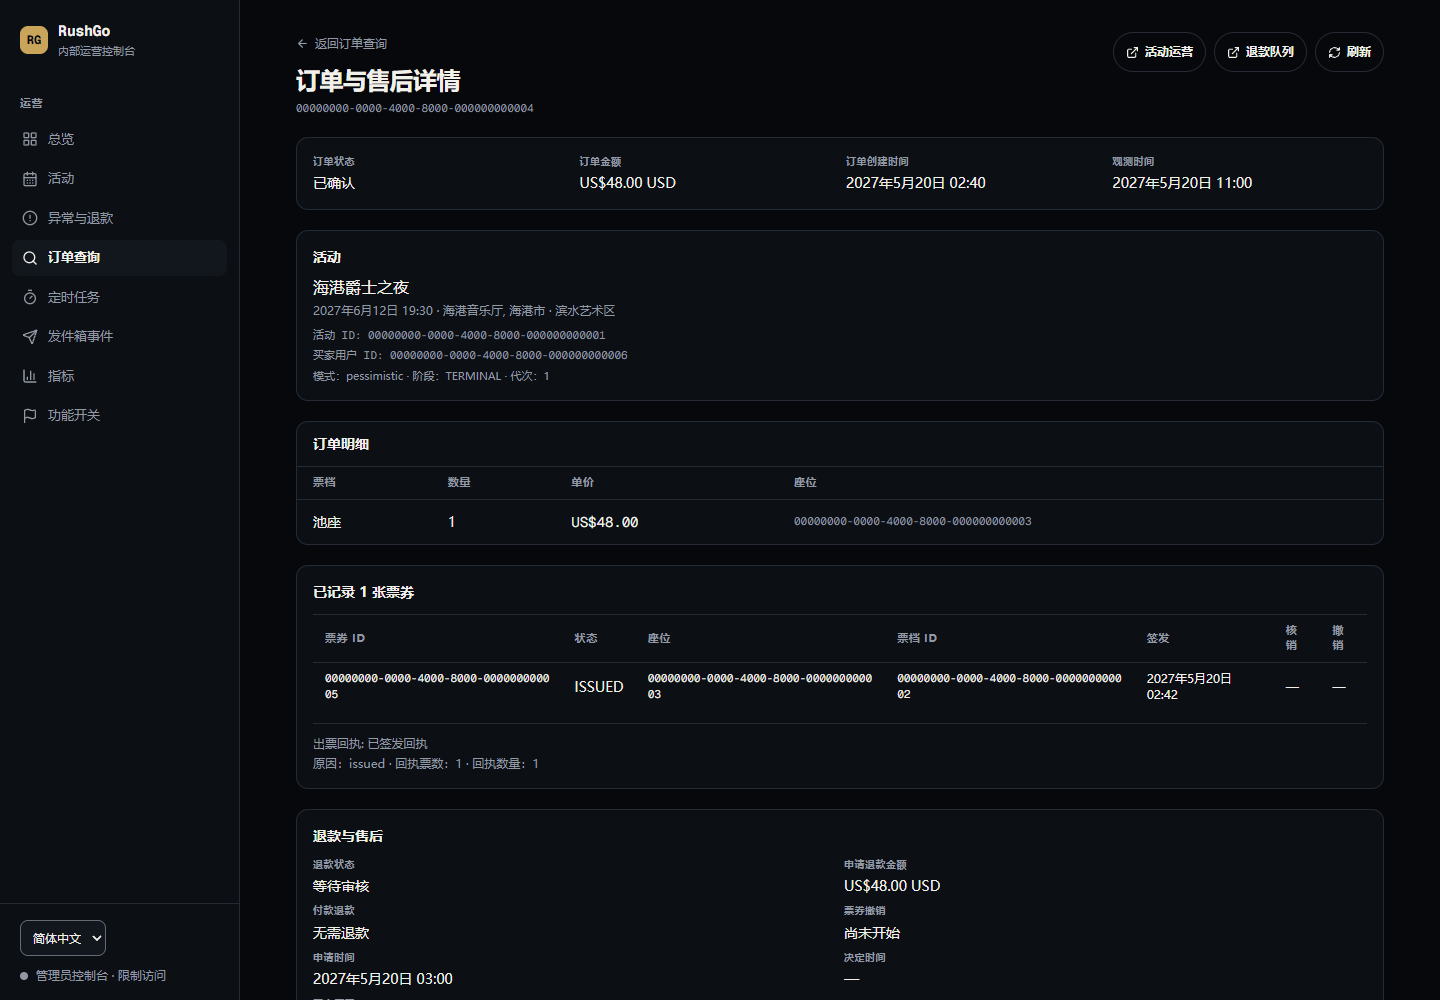 RG
RushGo
内部运营控制台
运营
总览
活动
异常与退款
订单查询
定时任务
发件箱事件
指标
功能开关
简体中文
管理员控制台 · 限制访问
返回订单查询
订单与售后详情
00000000-0000-4000-8000-000000000004
活动运营
退款队列
刷新
订单状态 订单金额 订单创建时间 观测时间
已确认 US$48.00 USD 2027年5月20日 02:40 2027年5月20日 11:00
活动
海港爵士之夜
2027年6月12日 19:30 · 海港音乐厅, 海港市 · 滨水艺术区
活动 ID: 00000000-0000-4000-8000-000000000001
买家用户 ID: 00000000-0000-4000-8000-000000000006
模式: pessimistic · 阶段: TERMINAL · 代次: 1
订单明细
票档 数量 单价 座位
池座 1 US$48.00 00000000-0000-4000-8000-000000000003
已记录 1 张票券
票券 ID 状态 座位 票档 ID 签发 核销 撤销
00000000-0000-4000-8000-000000000005 ISSUED 00000000-0000-4000-8000-000000000003 00000000-0000-4000-8000-000000000002 2027年5月20日 02:42 — —
出票回执: 已签发回执
原因: issued · 回执票数: 1 · 回执数量: 1
退款与售后
退款状态 申请退款金额
等待审核 US$48.00 USD
付款退款 票券撤销
无需退款 尚未开始
申请时间 决定时间
2027年5月20日 03:00 —